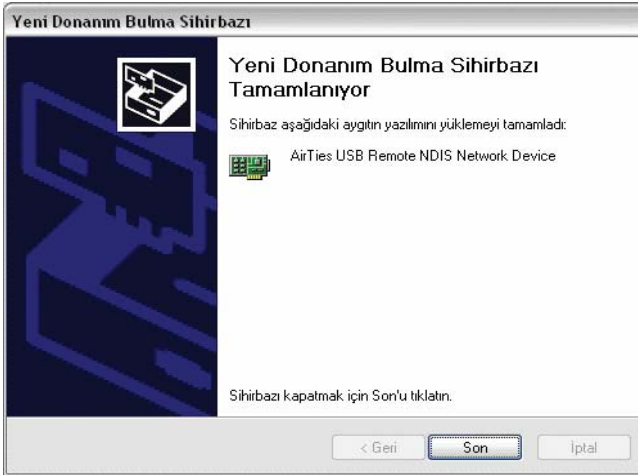 Yeni Donanım Bulma Sihirbazı
Yeni Donanım Bulma Sihirbazı
Tamamlanıyor
Sihirbaz aşağıdaki aygıtın yazılımını yüklemeyi tamamladı:
AirTies USB Remote NDIS Network Device
Sihirbazı kapatmak için Son'u tıklatın.
< Geri
Son
İptal